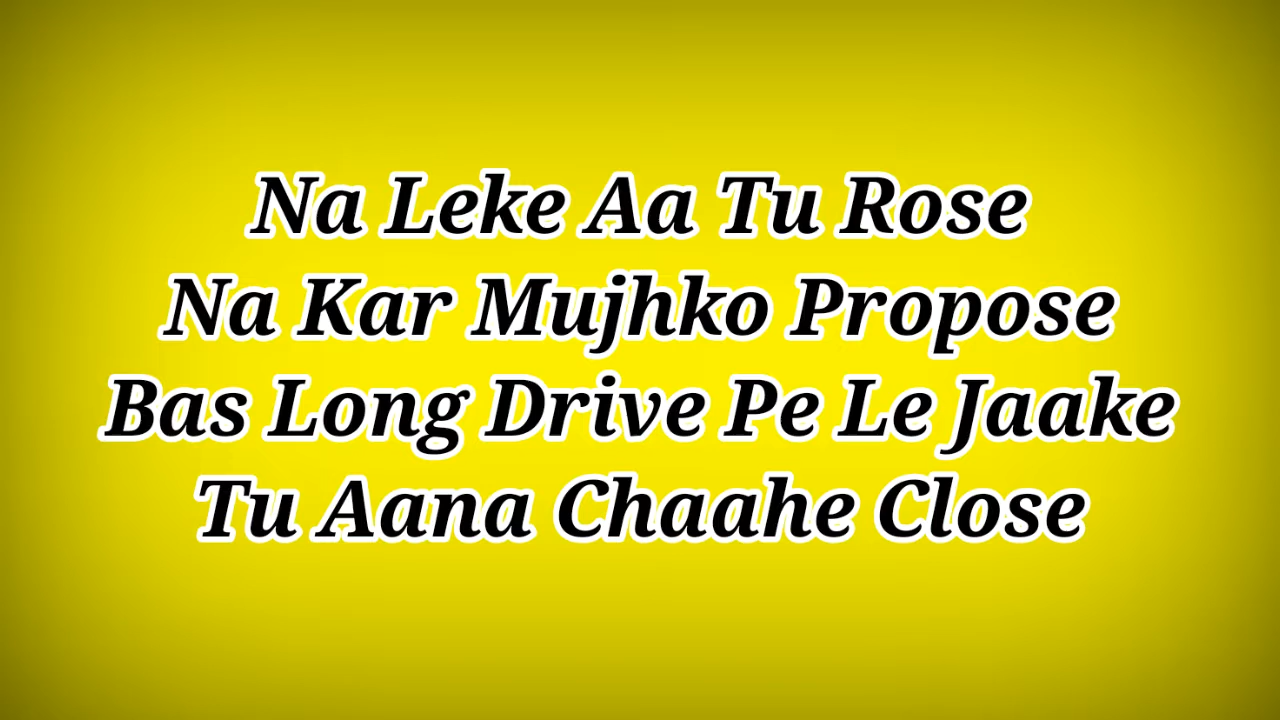 Na Leke Aa Tu Rose
Na Kar Mujhko Propose
Bas Long Drive Pe Le Jaake
Tu Aana Chaahe Close